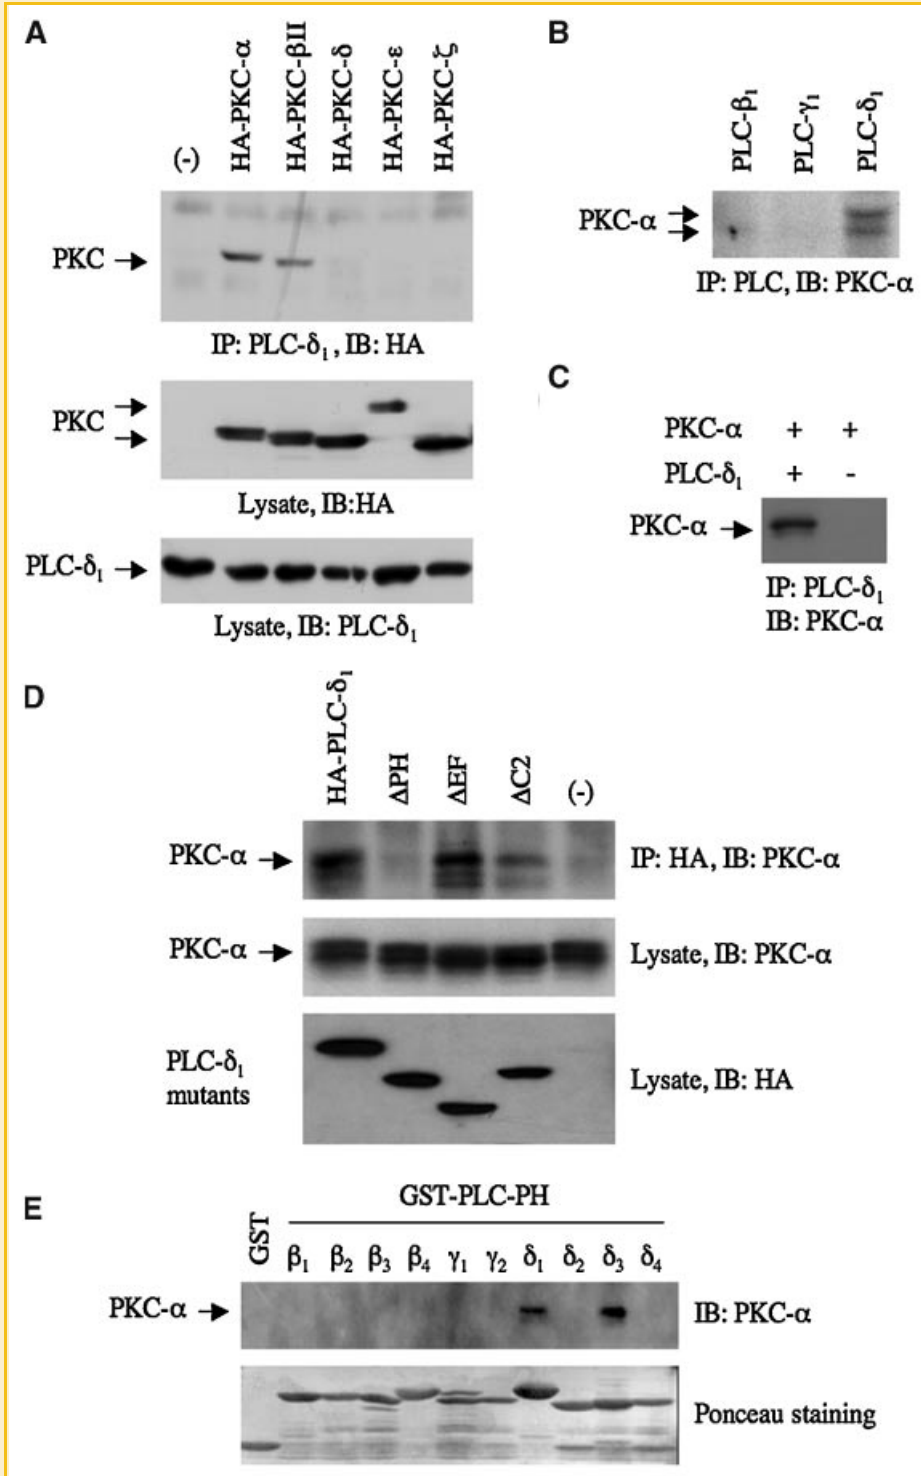 A
(-)
HA-PKC-α
HA-PKC-βII
HA-PKC-δ
HA-PKC-ε
HA-PKC-ζ
PKC
IP: PLC-δ₁, IB: HA
PKC
Lysate, IB:HA
PLC-δ₁
Lysate, IB: PLC-δ₁
B
PLC-β₁
PLC-γ₁
PLC-δ₁
PKC-α
IP: PLC, IB: PKC-α
C
PKC-α + +
PLC-δ₁ + -
PKC-α
IP: PLC-δ₁
IB: PKC-α
D
HA-PLC-δ₁
ΔPH
ΔEF
ΔC2
(-)
PKC-α
IP: HA, IB: PKC-α
PKC-α
Lysate, IB: PKC-α
PLC-δ₁
mutants
Lysate, IB: HA
E
GST-PLC-PH
GST
β₁ β₂ β₃ β₄ γ₁ γ₂ δ₁ δ₂ δ₃ δ₄
PKC-α
IB: PKC-α
Ponceau staining